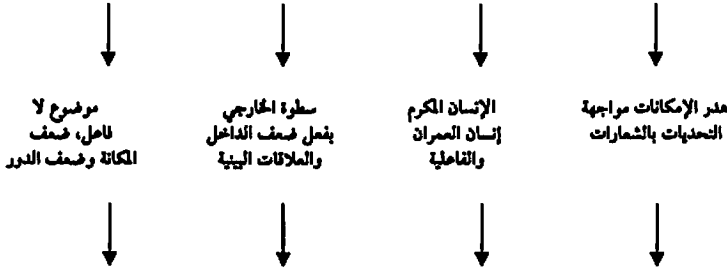 هدر الإمكانات مواجهة
التحديات بالشعارات
الإنسان المكرم
إنسان العمران
والفاعلية
سطوة الخارجي
بفعل ضعف الداخل
والعلاقات البينية
موضوع لا
فاعل، ضعف
المكانة وضعف الدور